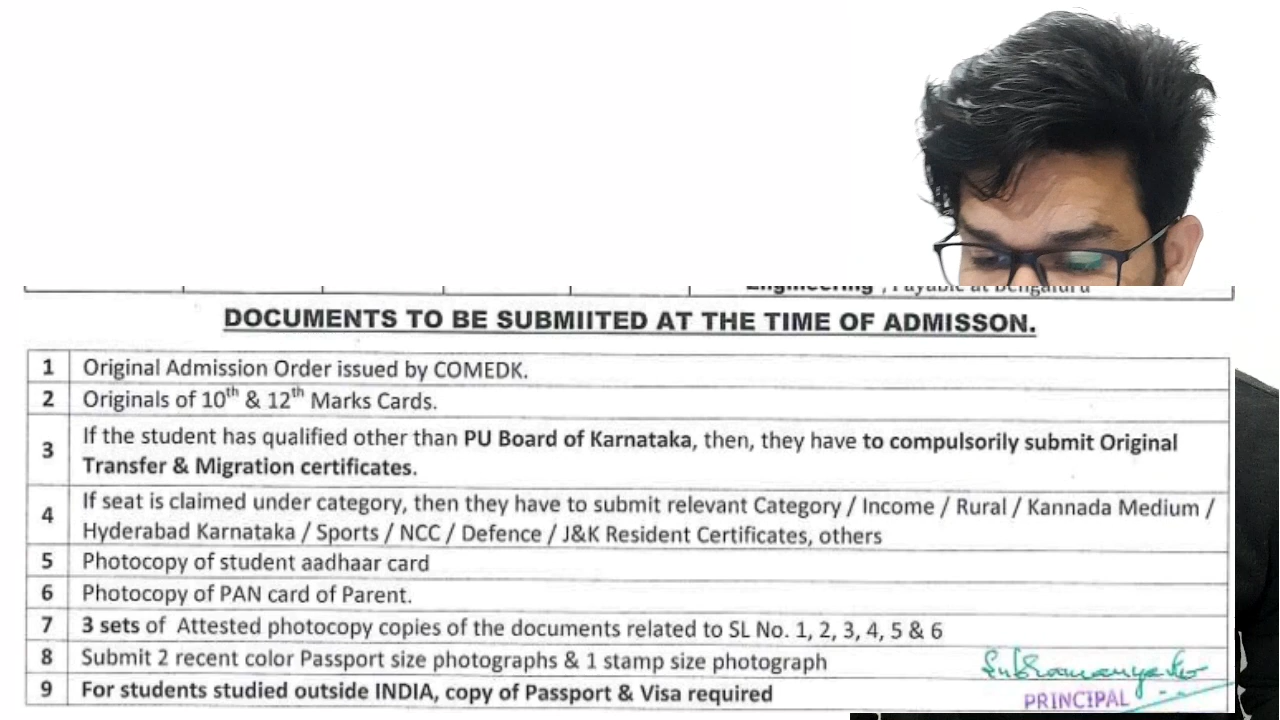 Engineering , Payable at Bengaluru
DOCUMENTS TO BE SUBMIITED AT THE TIME OF ADMISSON.
1 Original Admission Order issued by COMEDK.
2 Originals of 10th & 12th Marks Cards.
3 If the student has qualified other than PU Board of Karnataka, then, they have to compulsorily submit Original
Transfer & Migration certificates.
4 If seat is claimed under category, then they have to submit relevant Category / Income / Rural / Kannada Medium /
Hyderabad Karnataka / Sports / NCC / Defence / J&K Resident Certificates, others
5 Photocopy of student aadhaar card
6 Photocopy of PAN card of Parent.
7 3 sets of Attested photocopy copies of the documents related to SL No. 1, 2, 3, 4, 5 & 6
8 Submit 2 recent color Passport size photographs & 1 stamp size photograph
9 For students studied outside INDIA, copy of Passport & Visa required
PRINCIPAL